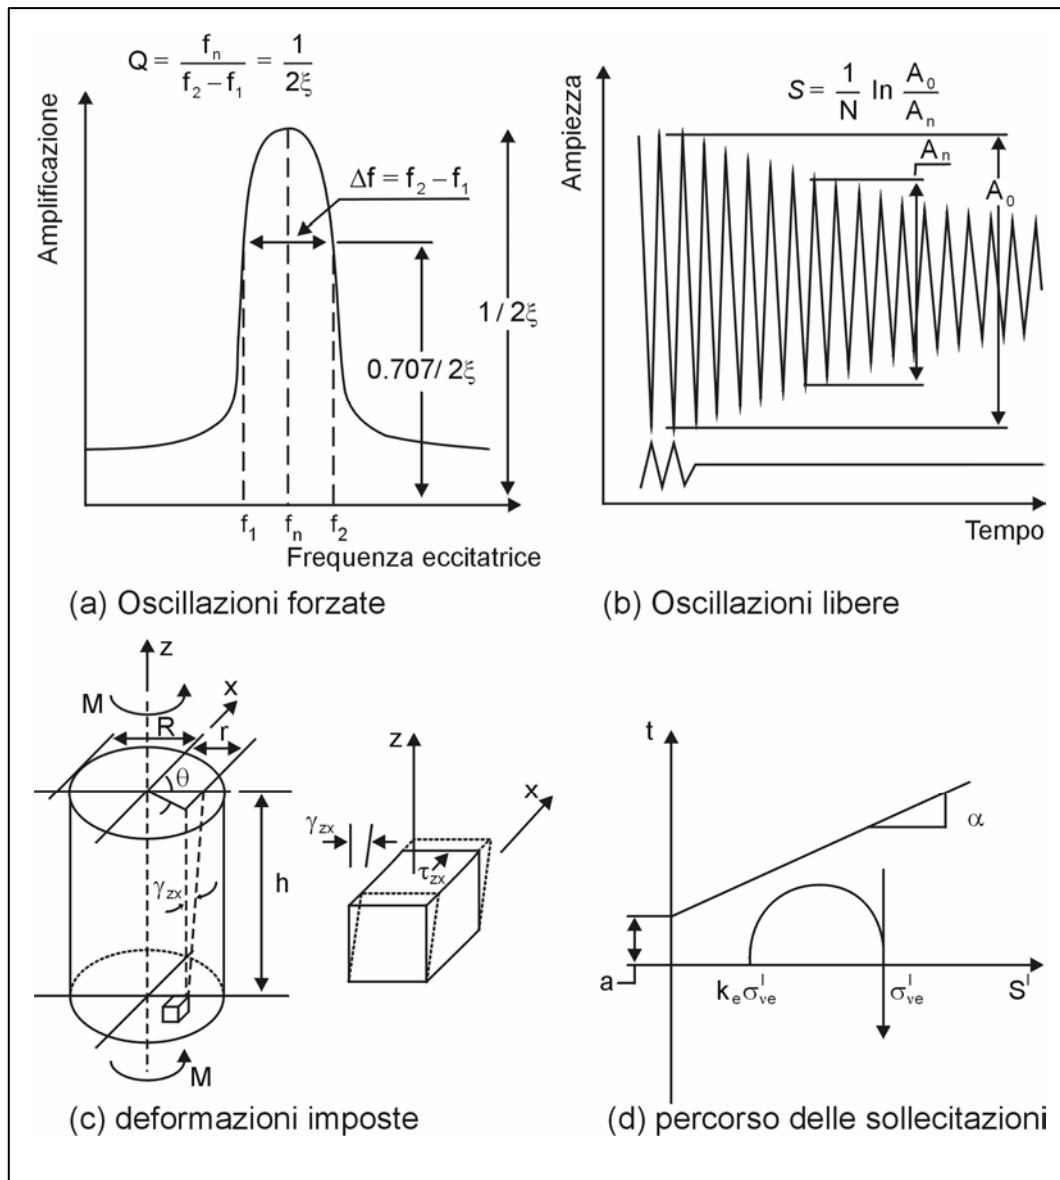 Q = f_n / (f_2 – f_1) = 1 / 2ξ
Amplificazione
Δf = f_2 – f_1
1 / 2ξ
0.707/ 2ξ
f_1 f_n f_2
Frequenza eccitatrice
(a) Oscillazioni forzate
S = 1/N ln A_0/A_n
Ampiezza
A_n
A_0
Tempo
(b) Oscillazioni libere
z
x
M
R r
θ
γ_zx
h
M
z
x
γ_zx
τ_zx
(c) deformazioni imposte
t
α
a
k_e σ'_ve σ'_ve S'
(d) percorso delle sollecitazioni